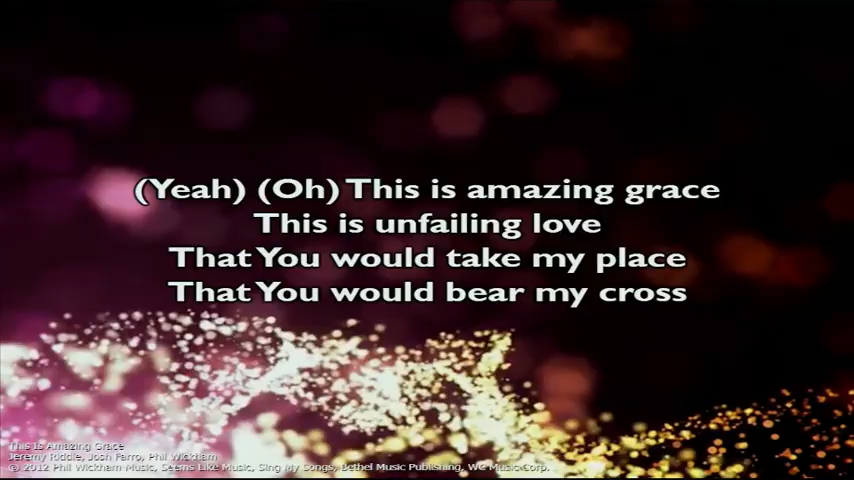 (Yeah) (Oh) This is amazing grace
This is unfailing love
That You would take my place
That You would bear my cross
This Is Amazing Grace
Jeremy Riddle, Josh Farro, Phil Wickham
© 2012 Phil Wickham Music, Seems Like Music, Sing My Songs, Bethel Music Publishing, WC Music Corp.